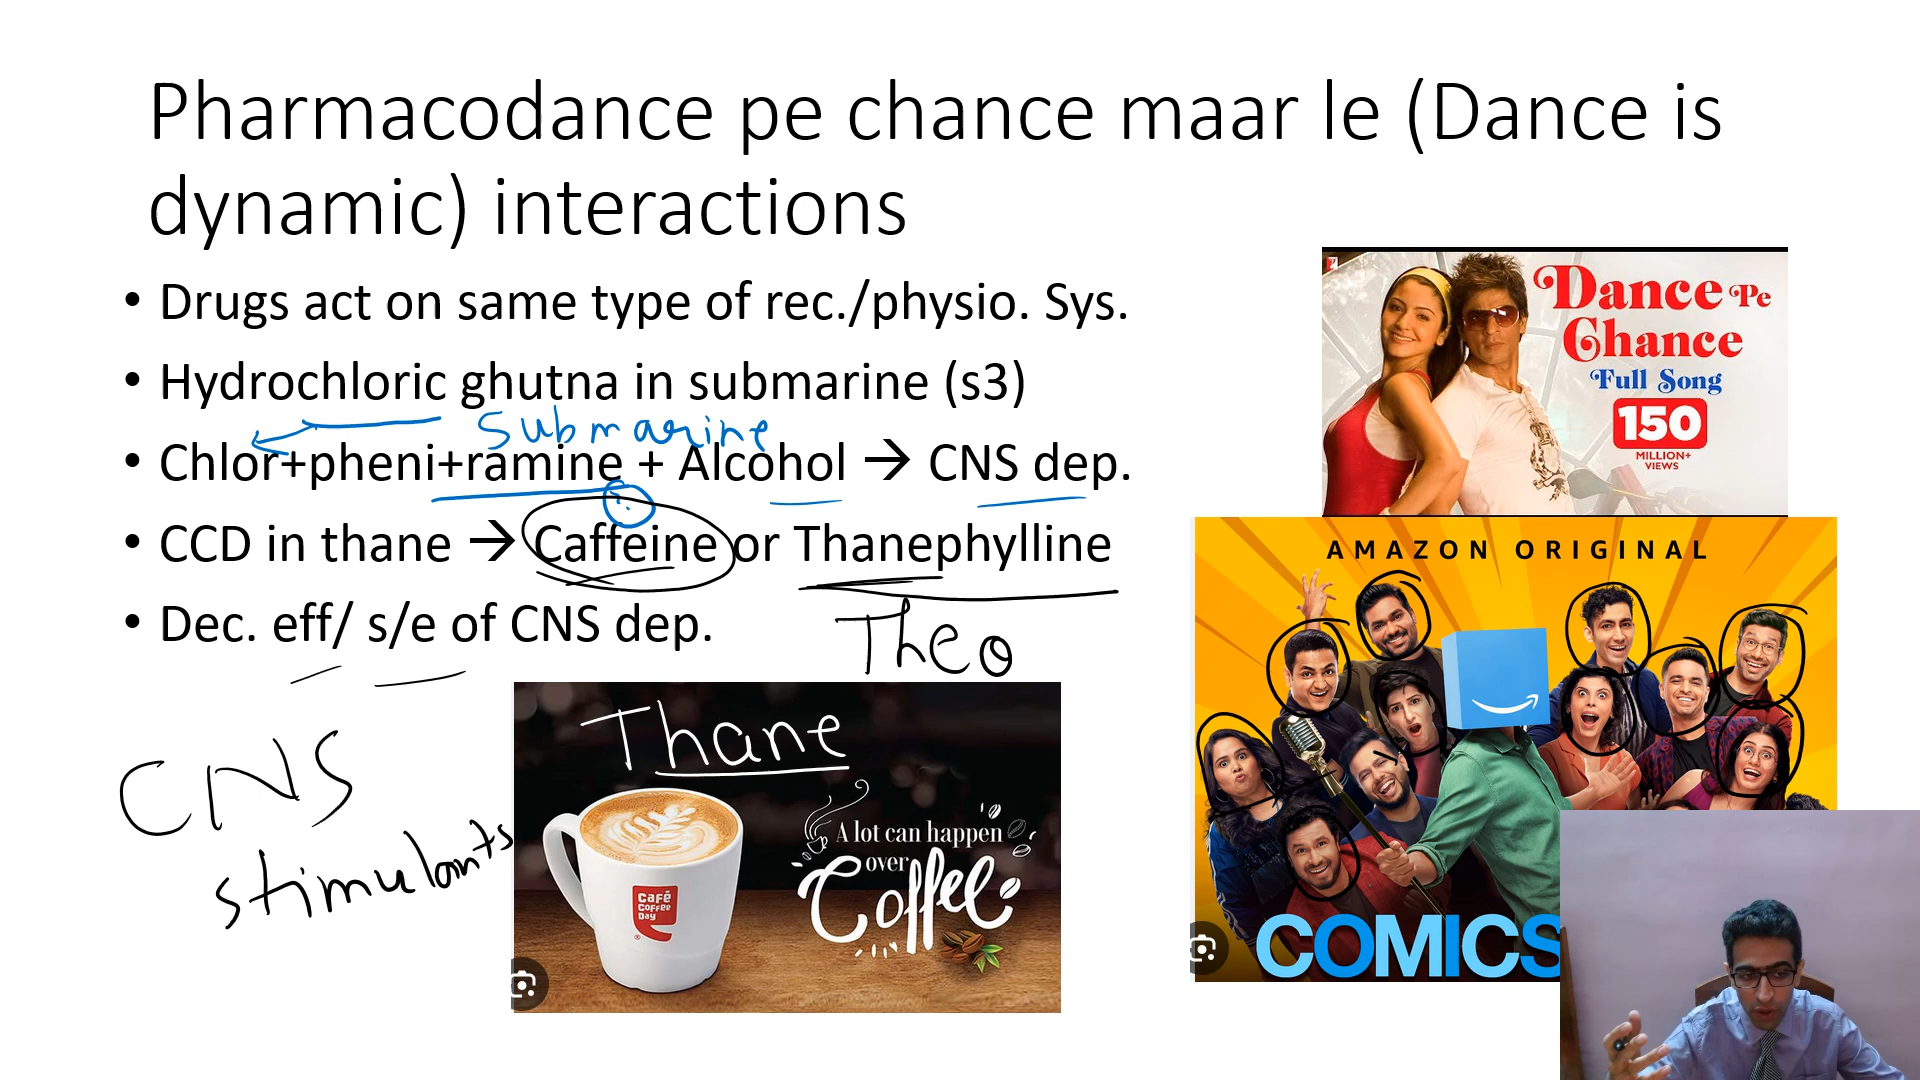 Pharmacodance pe chance maar le (Dance is
dynamic) interactions
• Drugs act on same type of rec./physio. Sys.
• Hydrochloric ghutna in submarine (s3)
submarine
• Chlor+pheni+ramine + Alcohol → CNS dep.
• CCD in thane → Caffeine or Thanephylline
• Dec. eff/ s/e of CNS dep.
Theo
CNS
stimulants
Thane
A lot can happen
over
Coffee
Café
Coffee
Day
Dance Pe
Chance
Full Song
150
MILLION+
VIEWS
AMAZON ORIGINAL
COMICS